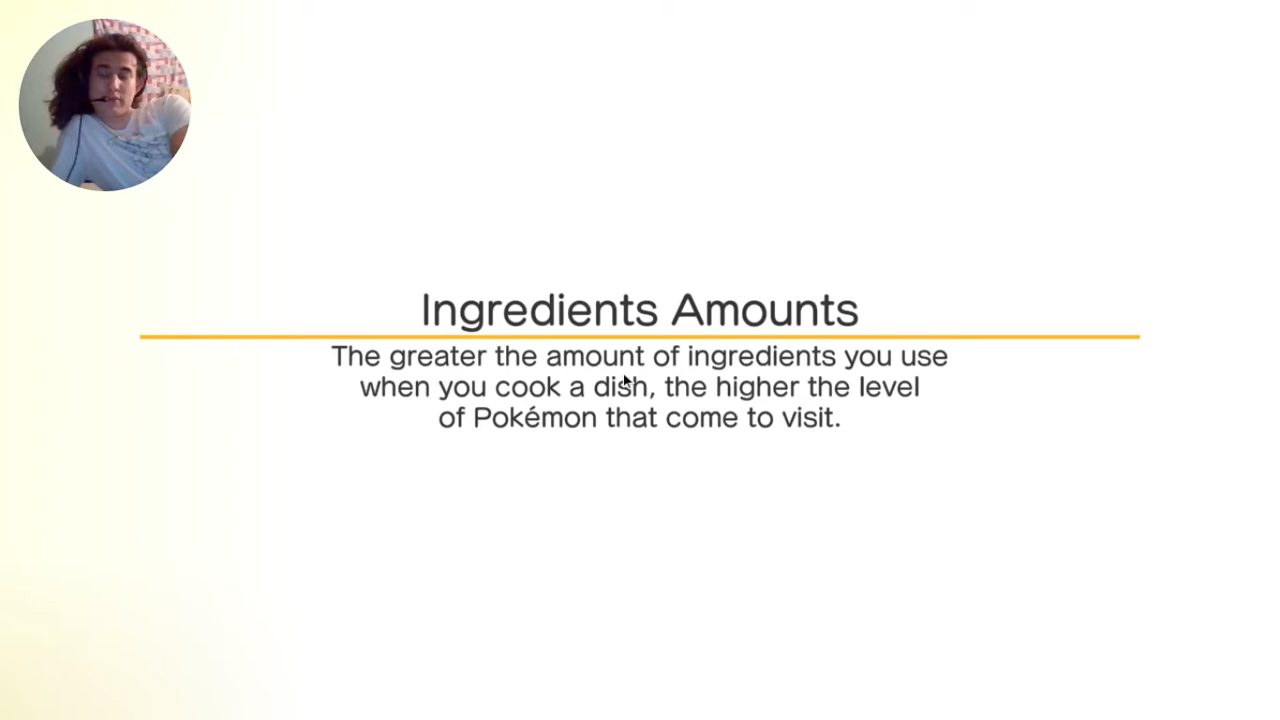 Ingredients Amounts
The greater the amount of ingredients you use
when you cook a dish, the higher the level
of Pokémon that come to visit.